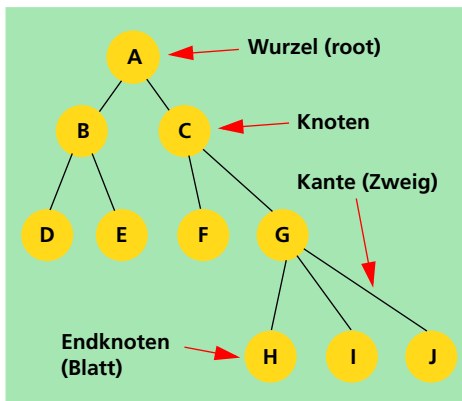 A
Wurzel (root)
B
C
Knoten
Kante (Zweig)
D
E
F
G
Endknoten
(Blatt)
H
I
J